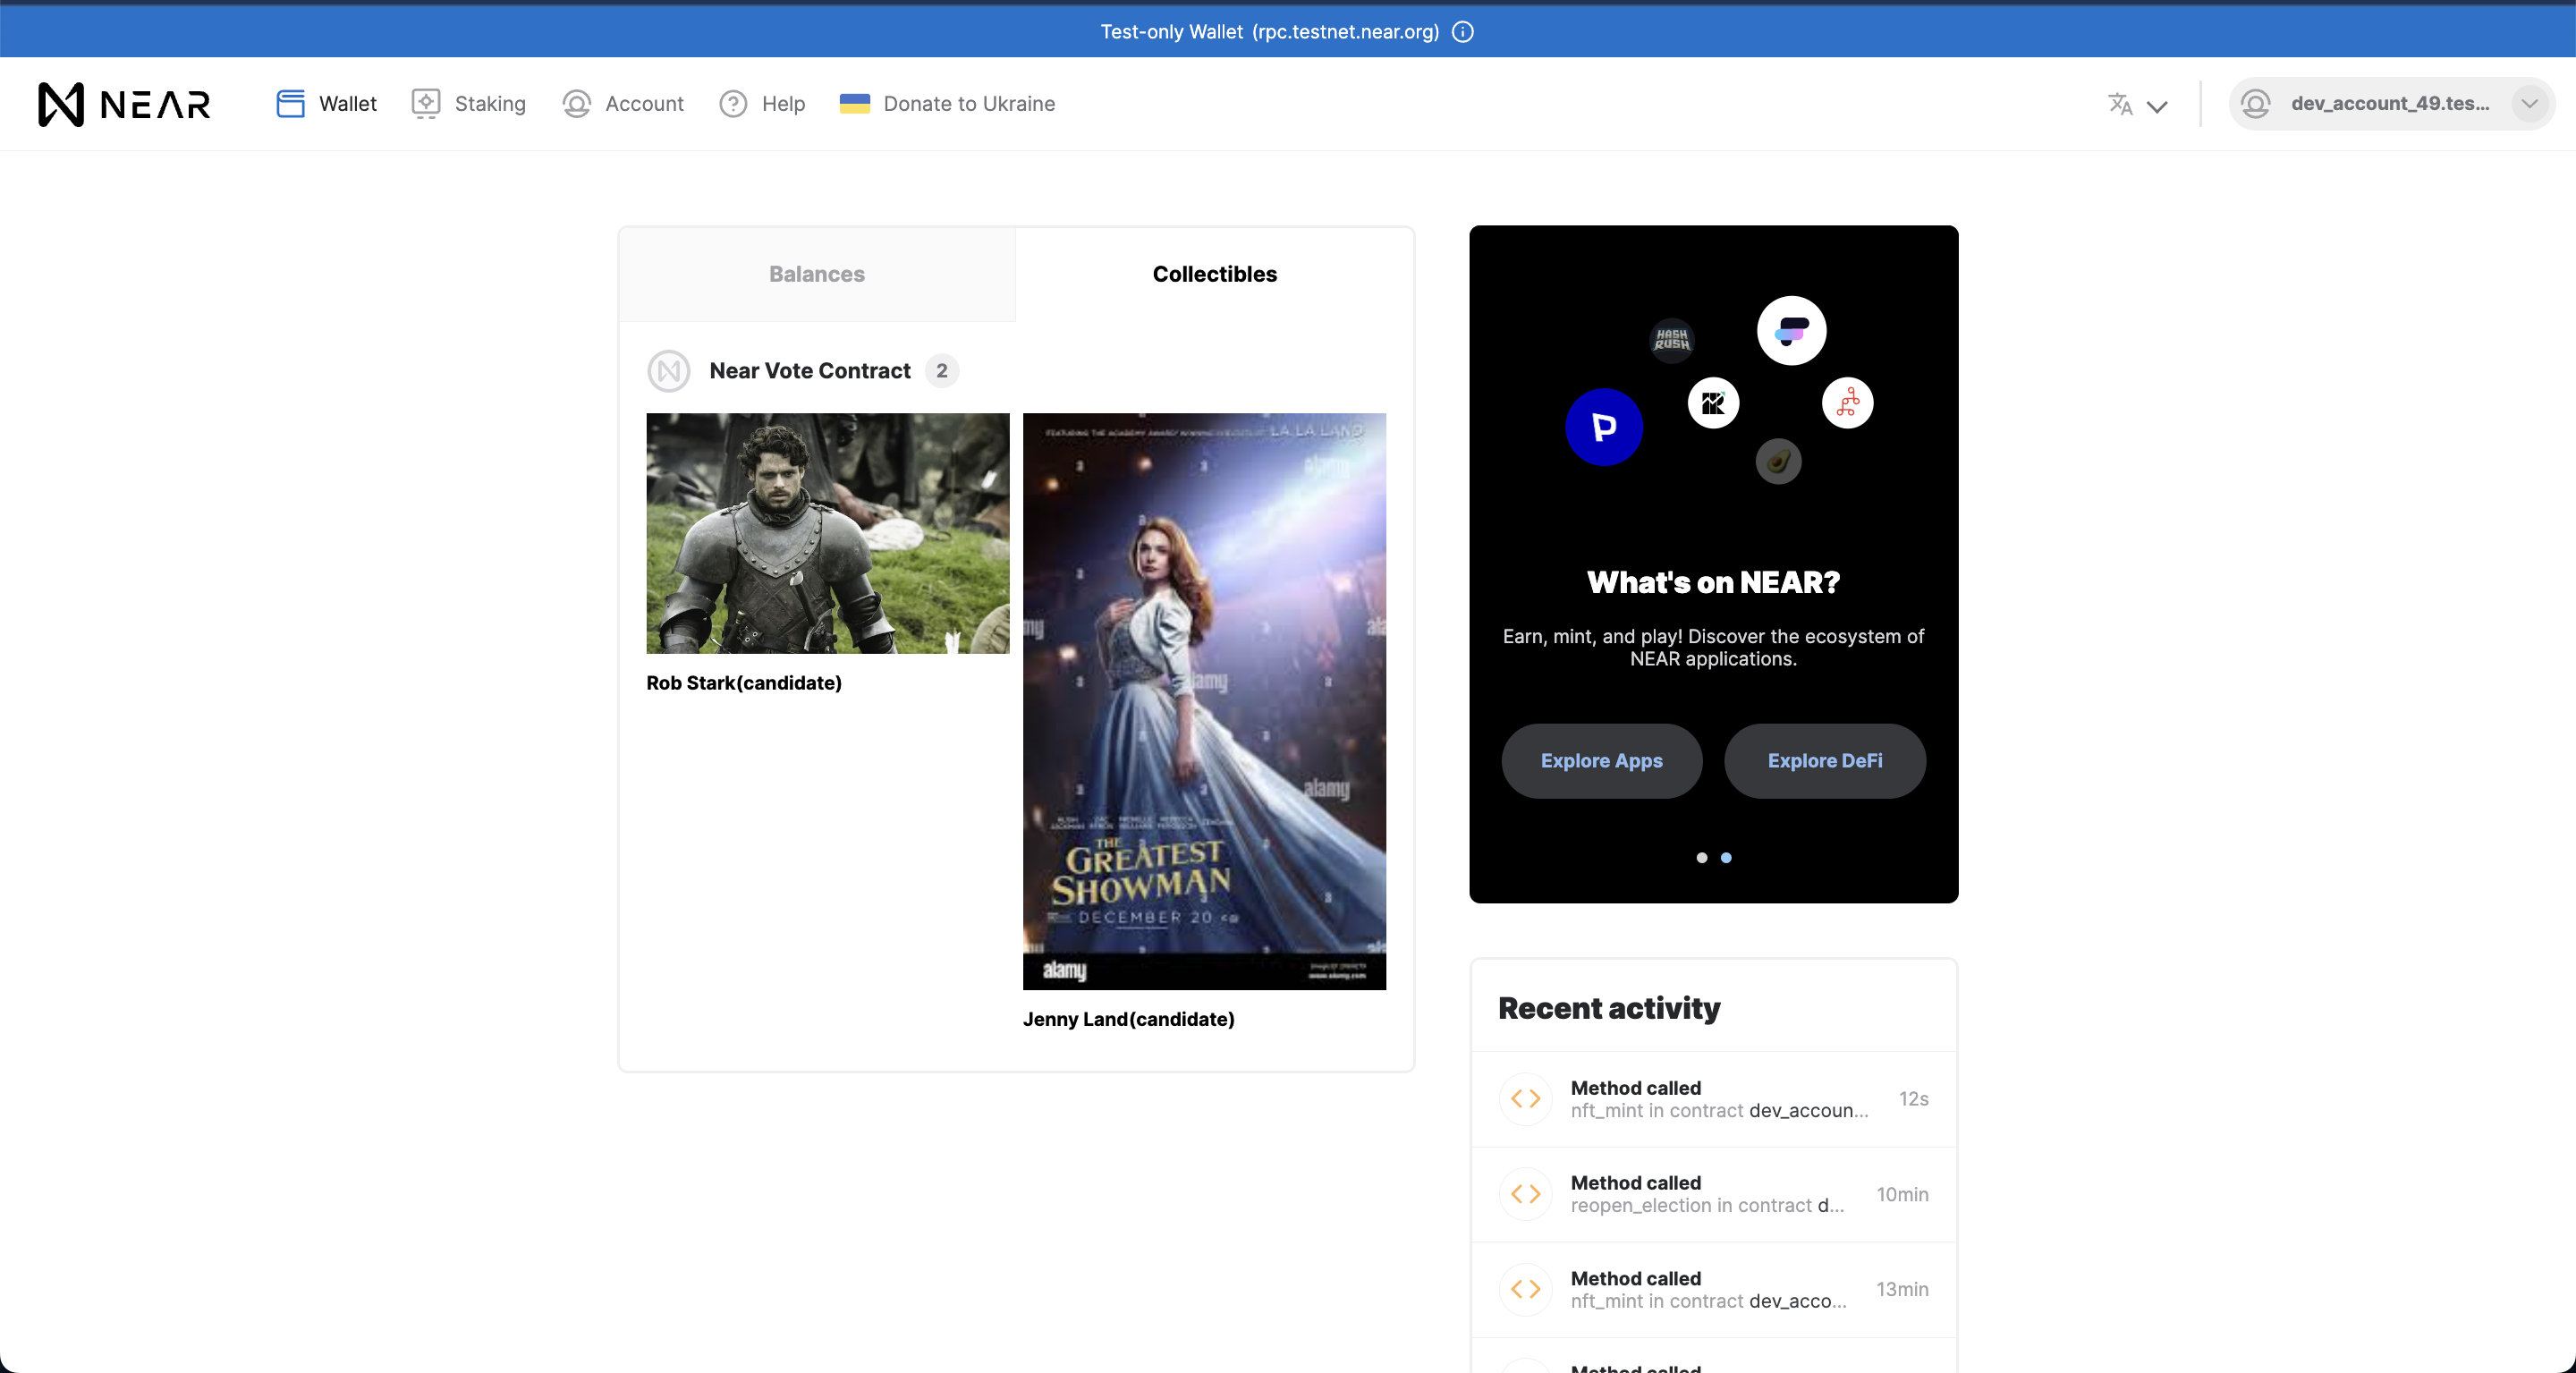 Test-only Wallet (rpc.testnet.near.org)
NEAR
Wallet
Staking
Account
Help
Donate to Ukraine
dev_account_49.tes...
Balances
Collectibles
Near Vote Contract 2
Rob Stark(candidate)
LA LA LAND
alamy
THE
GREATEST
SHOWMAN
DECEMBER 20
alamy
Jenny Land(candidate)
HASH
RUSH
What's on NEAR?
Earn, mint, and play! Discover the ecosystem of
NEAR applications.
Explore Apps
Explore DeFi
Recent activity
Method called
nft_mint in contract dev_accoun...
12s
Method called
reopen_election in contract d...
10min
Method called
nft_mint in contract dev_acco...
13min
Method called